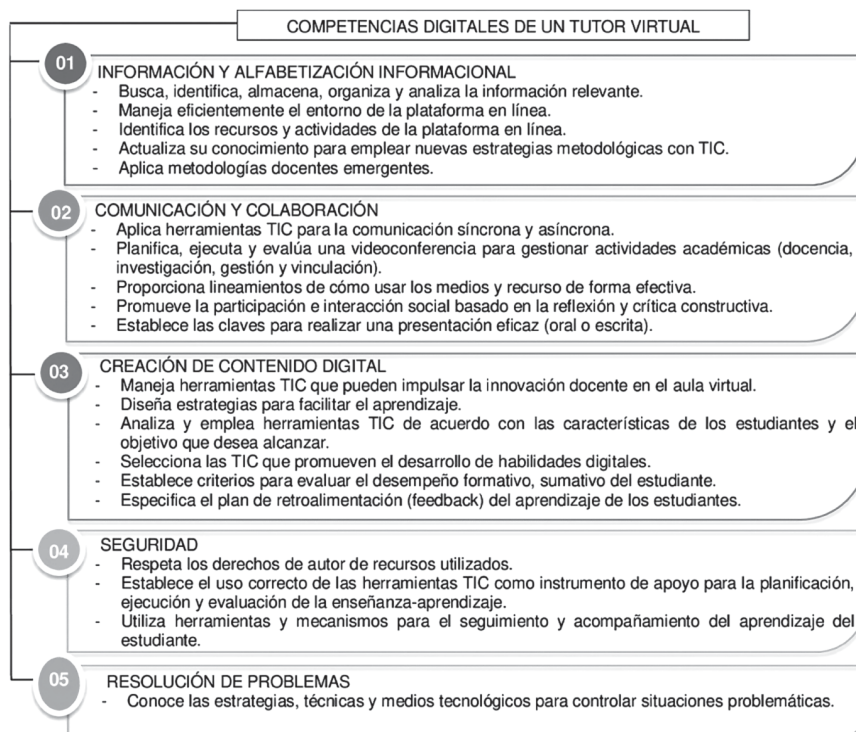 COMPETENCIAS DIGITALES DE UN TUTOR VIRTUAL
01
INFORMACIÓN Y ALFABETIZACIÓN INFORMACIONAL
- Busca, identifica, almacena, organiza y analiza la información relevante.
- Maneja eficientemente el entorno de la plataforma en línea.
- Identifica los recursos y actividades de la plataforma en línea.
- Actualiza su conocimiento para emplear nuevas estrategias metodológicas con TIC.
- Aplica metodologías docentes emergentes.
02
COMUNICACIÓN Y COLABORACIÓN
- Aplica herramientas TIC para la comunicación síncrona y asíncrona.
- Planifica, ejecuta y evalúa una videoconferencia para gestionar actividades académicas (docencia,
investigación, gestión y vinculación).
- Proporciona lineamientos de cómo usar los medios y recurso de forma efectiva.
- Promueve la participación e interacción social basado en la reflexión y crítica constructiva.
- Establece las claves para realizar una presentación eficaz (oral o escrita).
03
CREACIÓN DE CONTENIDO DIGITAL
- Maneja herramientas TIC que pueden impulsar la innovación docente en el aula virtual.
- Diseña estrategias para facilitar el aprendizaje.
- Analiza y emplea herramientas TIC de acuerdo con las características de los estudiantes y el
objetivo que desea alcanzar.
- Selecciona las TIC que promueven el desarrollo de habilidades digitales.
- Establece criterios para evaluar el desempeño formativo, sumativo del estudiante.
- Especifica el plan de retroalimentación (feedback) del aprendizaje de los estudiantes.
04
SEGURIDAD
- Respeta los derechos de autor de recursos utilizados.
- Establece el uso correcto de las herramientas TIC como instrumento de apoyo para la planificación,
ejecución y evaluación de la enseñanza-aprendizaje.
- Utiliza herramientas y mecanismos para el seguimiento y acompañamiento del aprendizaje del
estudiante.
05
RESOLUCIÓN DE PROBLEMAS
- Conoce las estrategias, técnicas y medios tecnológicos para controlar situaciones problemáticas.